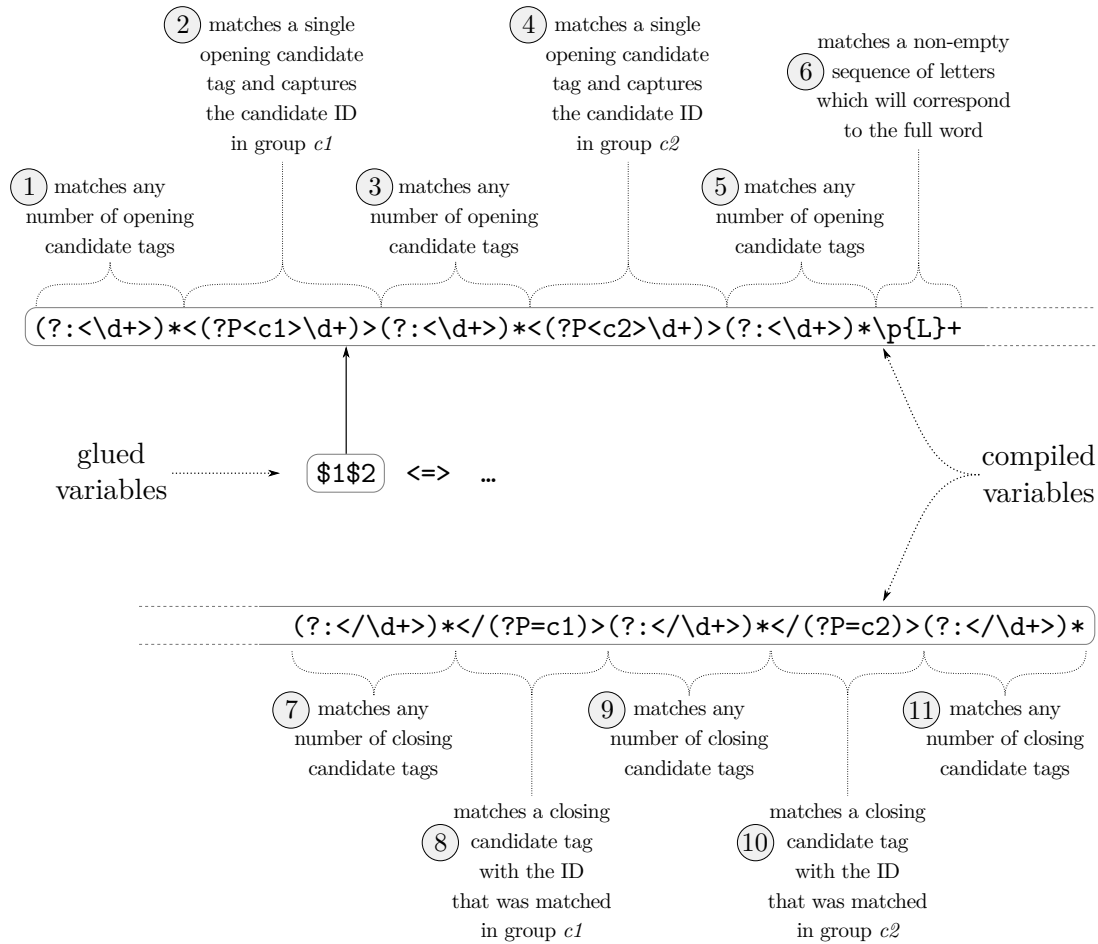 2 matches a single
opening candidate
tag and captures
the candidate ID
in group c1
4 matches a single
opening candidate
tag and captures
the candidate ID
in group c2
matches a non-empty
6 sequence of letters
which will correspond
to the full word
1 matches any
number of opening
candidate tags
3 matches any
number of opening
candidate tags
5 matches any
number of opening
candidate tags
(?:<\d+>)*<(?P<c1>\d+)>(?:<\d+>)*<(?P<c2>\d+)>(?:<\d+>)*\p{L}+
glued
variables
$1$2 <=> …
compiled
variables
(?:</\d+>)*</(?P=c1)>(?:</\d+>)*</(?P=c2)>(?:</\d+>)*
7 matches any
number of closing
candidate tags
9 matches any
number of closing
candidate tags
11 matches any
number of closing
candidate tags
matches a closing
8 candidate tag
with the ID
that was matched
in group c1
matches a closing
10 candidate tag
with the ID
that was matched
in group c2